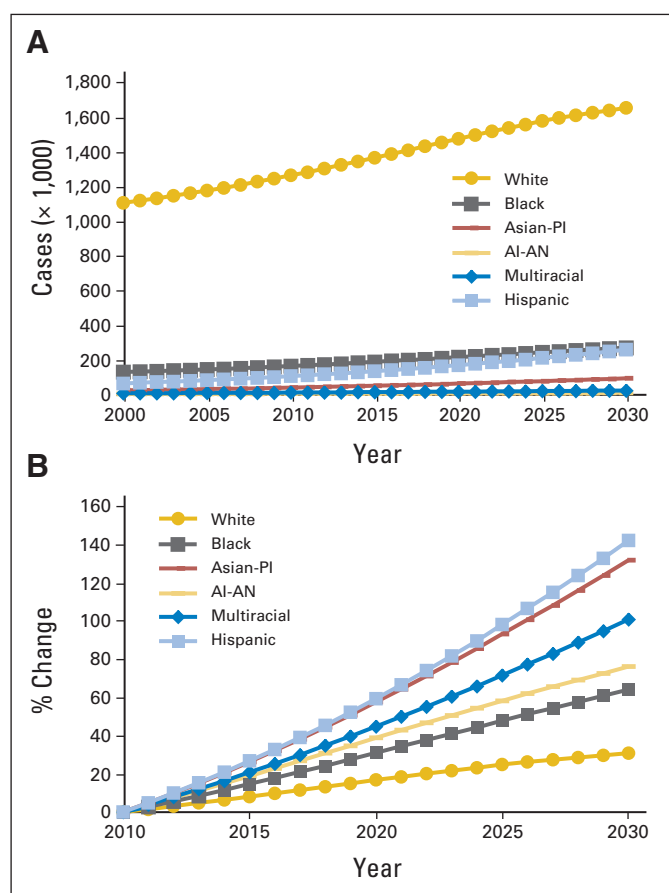 A
1,800
1,600
1,400
1,200
1,000
800
600
400
200
0
Cases (× 1,000)
White
Black
Asian-PI
AI-AN
Multiracial
Hispanic
2000 2005 2010 2015 2020 2025 2030
Year
B
160
140
120
100
80
60
40
20
0
% Change
White
Black
Asian-PI
AI-AN
Multiracial
Hispanic
2010 2015 2020 2025 2030
Year